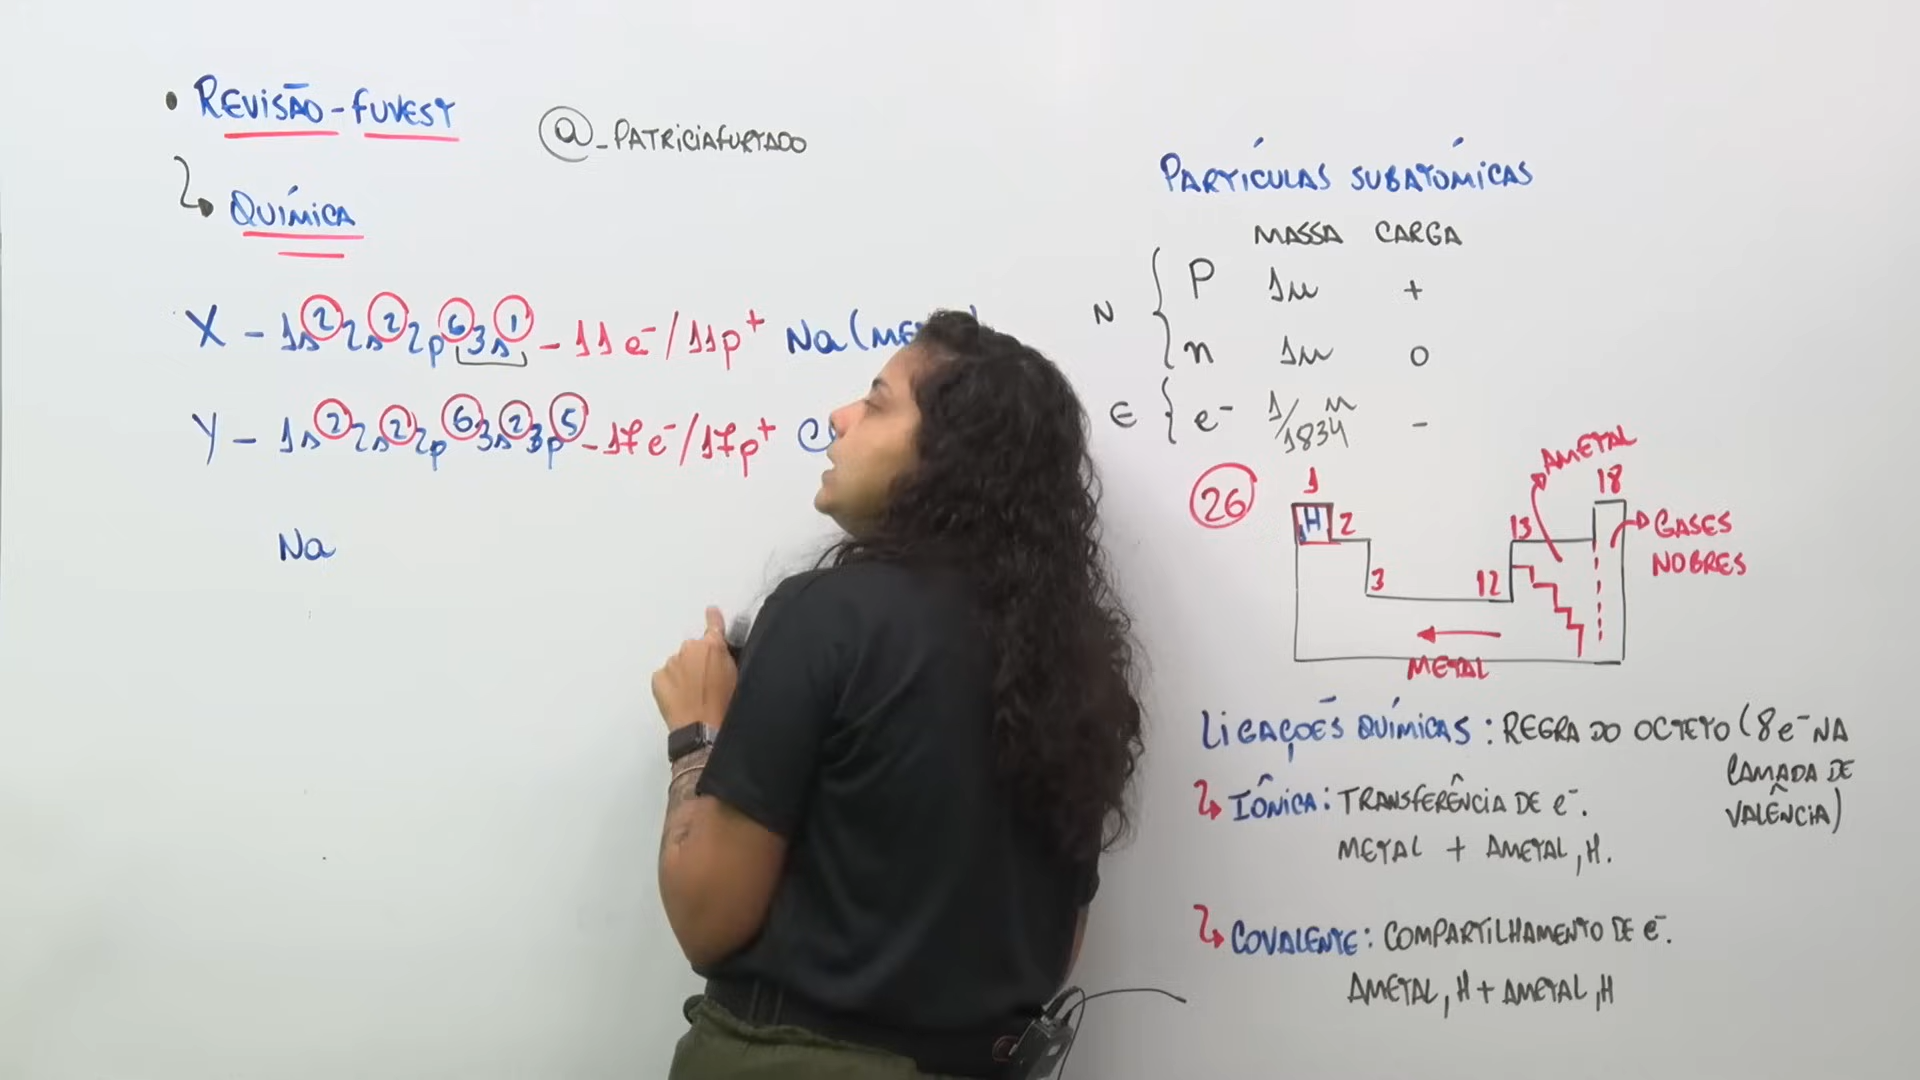 • REVISÃO - FUVEST
@_PATRICIAFURTADO
QUÍMICA
X - 1s² 2s² 2p⁶ 3s¹ - 11 e⁻ / 11p⁺ Na
Y - 1s² 2s² 2p⁶ 3s² 3p⁵ - 17e⁻ / 17p⁺
Na
PARTÍCULAS SUBATÔMICAS
MASSA CARGA
N { P 1u +
n 1u 0
E { e⁻ 1/1834 u -
26
AMETAL
1 18
H 2 13 GASES
NOBRES
3 12
METAL
LIGAÇÕES QUÍMICAS: REGRA DO OCTETO (8e⁻ NA
CAMADA DE
VALÊNCIA)
IÔNICA: TRANSFERÊNCIA DE e⁻.
METAL + AMETAL, H.
COVALENTE: COMPARTILHAMENTO DE e⁻.
AMETAL, H + AMETAL, H